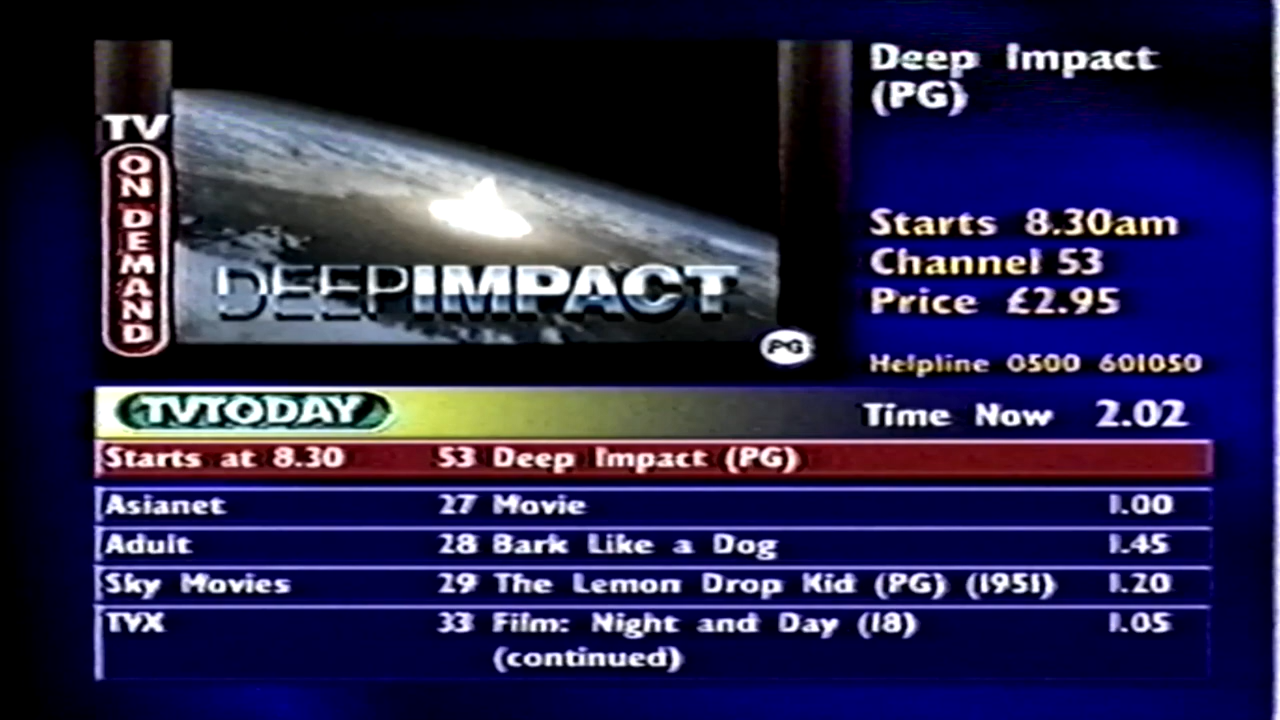 Deep Impact
(PG)
TV
ON DEMAND
DEEPIMPACT
PG
Starts 8.30am
Channel 53
Price £2.95
Helpline 0500 601050
TVTODAY
Time Now 2.02
Starts at 8.30 53 Deep Impact (PG)
Asianet 27 Movie 1.00
Adult 28 Bark Like a Dog 1.45
Sky Movies 29 The Lemon Drop Kid (PG) (1951) 1.20
TVX 33 Film: Night and Day (18) 1.05
(continued)